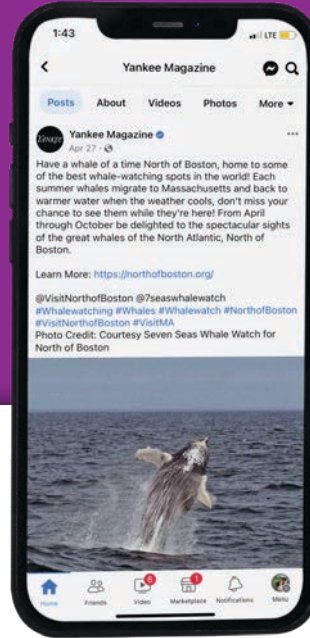 1:43
LTE
Yankee Magazine
Posts About Videos Photos More
YANKEE
Yankee Magazine
Apr 27 ·
Have a whale of a time North of Boston, home to some
of the best whale-watching spots in the world! Each
summer whales migrate to Massachusetts and back to
warmer water when the weather cools, don't miss your
chance to see them while they're here! From April
through October be delighted to the spectacular sights
of the great whales of the North Atlantic, North of
Boston.
Learn More: https://northofboston.org/
@VisitNorthofBoston @7seaswhalewatch
#Whalewatching #Whales #Whalewatch #NorthofBoston
#VisitNorthofBoston #VisitMA
Photo Credit: Courtesy Seven Seas Whale Watch for
North of Boston
6 1
Home Friends Video Marketplace Notifications Menu